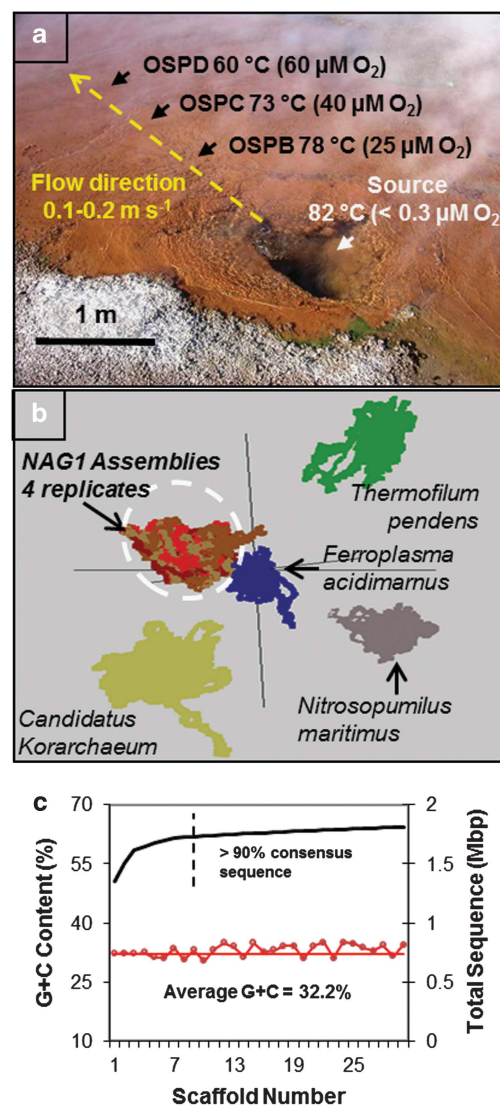 a
OSPD 60 °C (60 µM O2)
OSPC 73 °C (40 µM O2)
OSPB 78 °C (25 µM O2)
Flow direction
0.1-0.2 m s-1
Source
82 °C (< 0.3 µM O2
1 m
b
NAG1 Assemblies
4 replicates
Thermofilum
pendens
Ferroplasma
acidimarnus
Nitrosopumilus
maritimus
Candidatus
Korarchaeum
c
G+C Content (%)
70
55
40
25
10
> 90% consensus
sequence
Average G+C = 32.2%
2
1.5
1
0.5
0
Total Sequence (Mbp)
1 7 13 19 25
Scaffold Number